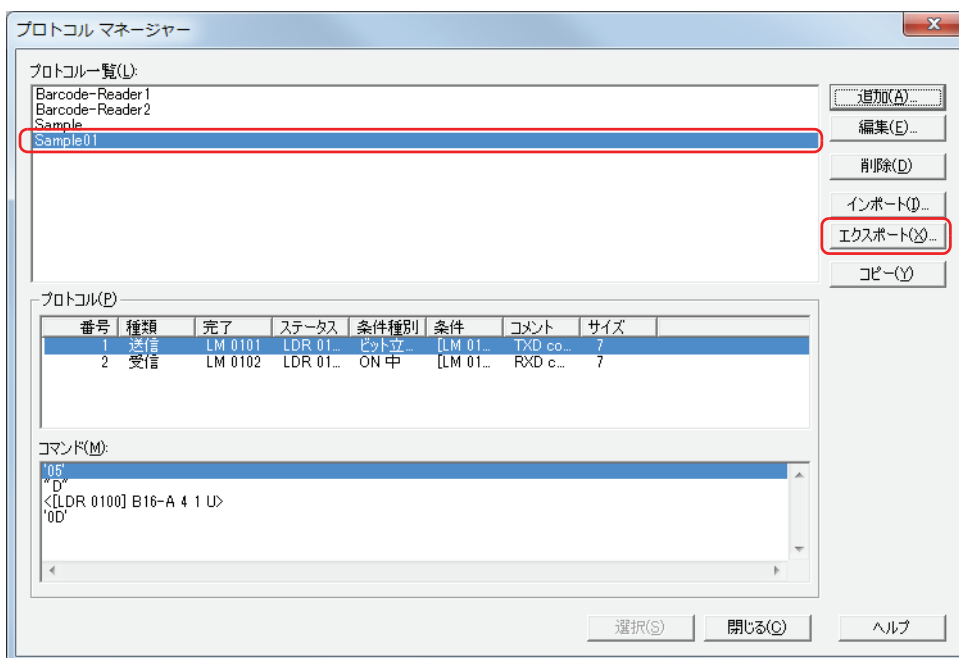 プロトコル マネージャー
x
プロトコル一覧(L):
Barcode-Reader1
Barcode-Reader2
Sample
Sample01
追加(A)...
編集(E)...
削除(D)
インポート(I)...
エクスポート(X)...
コピー(Y)
プロトコル(P)
番号 種類 完了 ステータス 条件種別 条件 コメント サイズ
1 送信 LM 0101 LDR 01... ビット立... [LM 01... TXD co... 7
2 受信 LM 0102 LDR 01... ON 中 [LM 01... RXD c... 7
コマンド(M):
'05'
"D"
<[LDR 0100] B16-A 4 1 U>
'0D'
選択(S)
閉じる(C)
ヘルプ